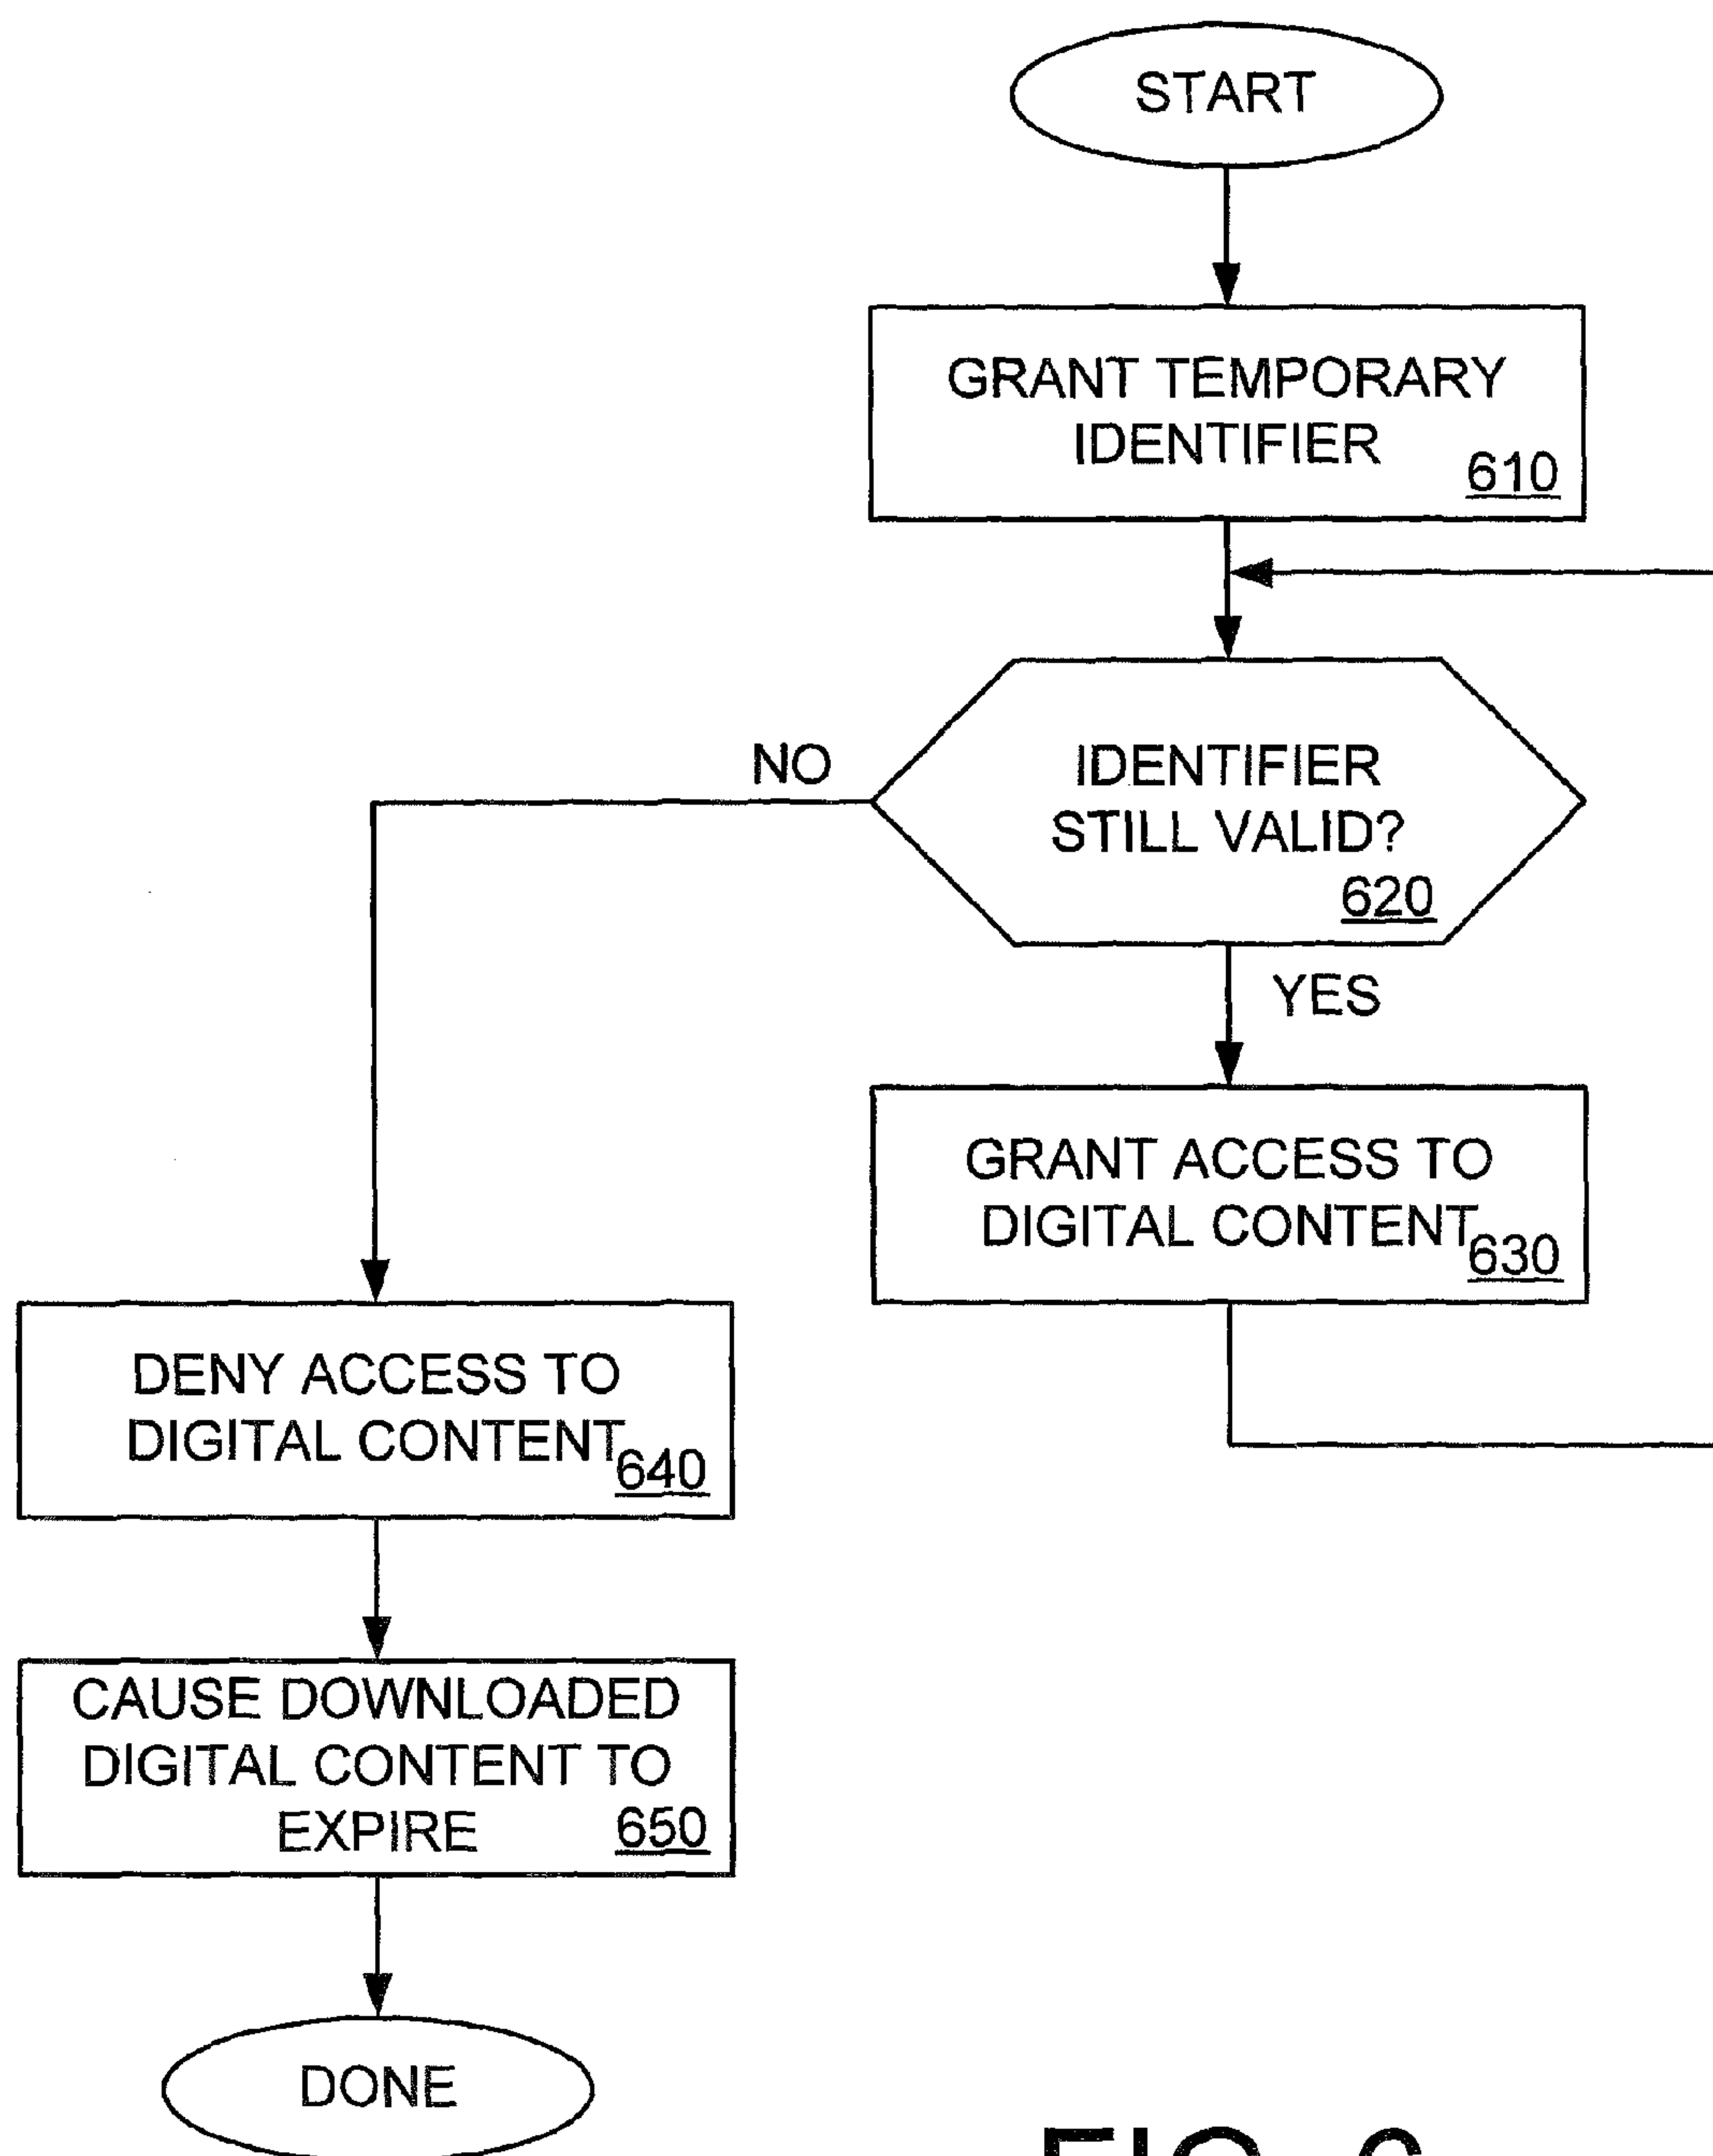 START
GRANT TEMPORARY
IDENTIFIER
610
NO
IDENTIFIER
STILL VALID?
620
YES
GRANT ACCESS TO
DIGITAL CONTENT
630
DENY ACCESS TO
DIGITAL CONTENT
640
CAUSE DOWNLOADED
DIGITAL CONTENT TO
EXPIRE
650
DONE